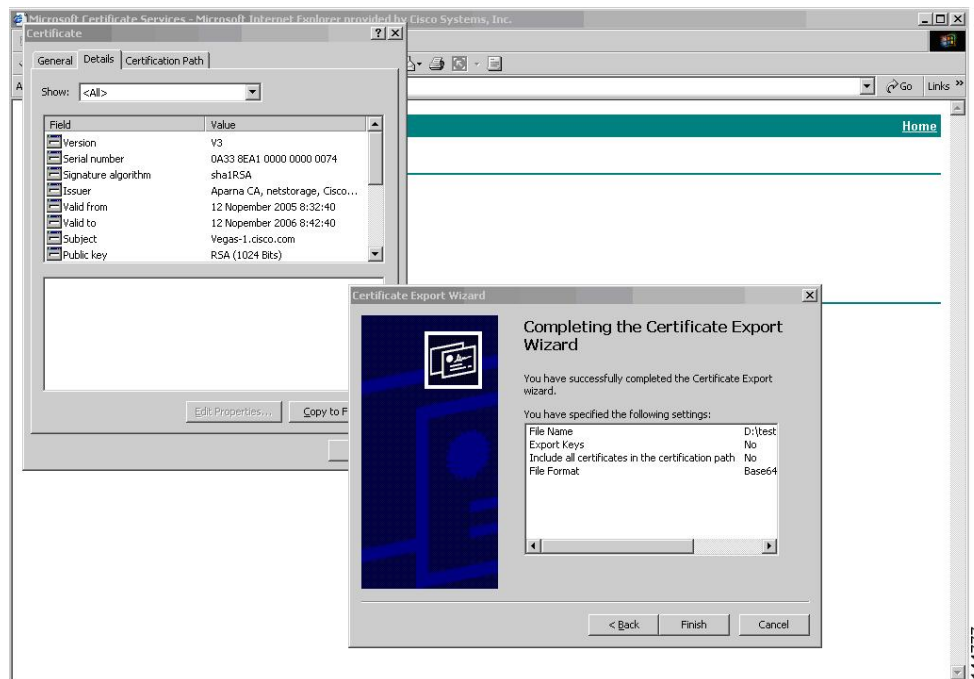 Microsoft Certificate Services - Microsoft Internet Explorer provided by Cisco Systems, Inc.
Certificate
General Details Certification Path
Show: <All>
Field Value
Version V3
Serial number 0A33 8EA1 0000 0000 0074
Signature algorithm sha1RSA
Issuer Aparna CA, netstorage, Cisco...
Valid from 12 Nopember 2005 8:32:40
Valid to 12 Nopember 2006 8:42:40
Subject Vegas-1.cisco.com
Public key RSA (1024 Bits)
Edit Properties... Copy to F
Go Links »
Home
Certificate Export Wizard
Completing the Certificate Export
Wizard
You have successfully completed the Certificate Export
wizard.
You have specified the following settings:
File Name D:\test
Export Keys No
Include all certificates in the certification path No
File Format Base64
< Back Finish Cancel